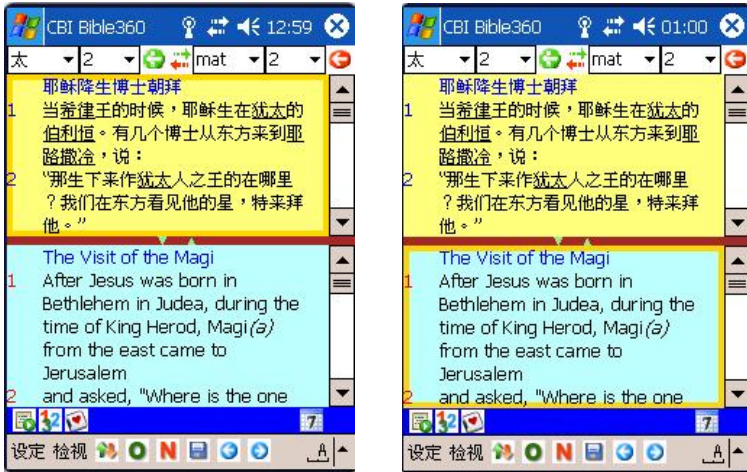 CBI Bible360 12:59
太 2 mat 2
耶稣降生博士朝拜
1 当希律王的时候，耶稣生在犹太的
伯利恒。有几个博士从东方来到耶
路撒冷，说：
2 “那生下来作犹太人之王的在哪里
？我们在东方看见他的星，特来拜
他。”
The Visit of the Magi
1 After Jesus was born in
Bethlehem in Judea, during the
time of King Herod, Magi(a)
from the east came to
Jerusalem
2 and asked, "Where is the one
32 7
设定 检视 O N A
CBI Bible360 01:00
太 2 mat 2
耶稣降生博士朝拜
1 当希律王的时候，耶稣生在犹太的
伯利恒。有几个博士从东方来到耶
路撒冷，说：
2 “那生下来作犹太人之王的在哪里
？我们在东方看见他的星，特来拜
他。”
The Visit of the Magi
1 After Jesus was born in
Bethlehem in Judea, during the
time of King Herod, Magi(a)
from the east came to
Jerusalem
2 and asked, "Where is the one
32 7
设定 检视 O N A